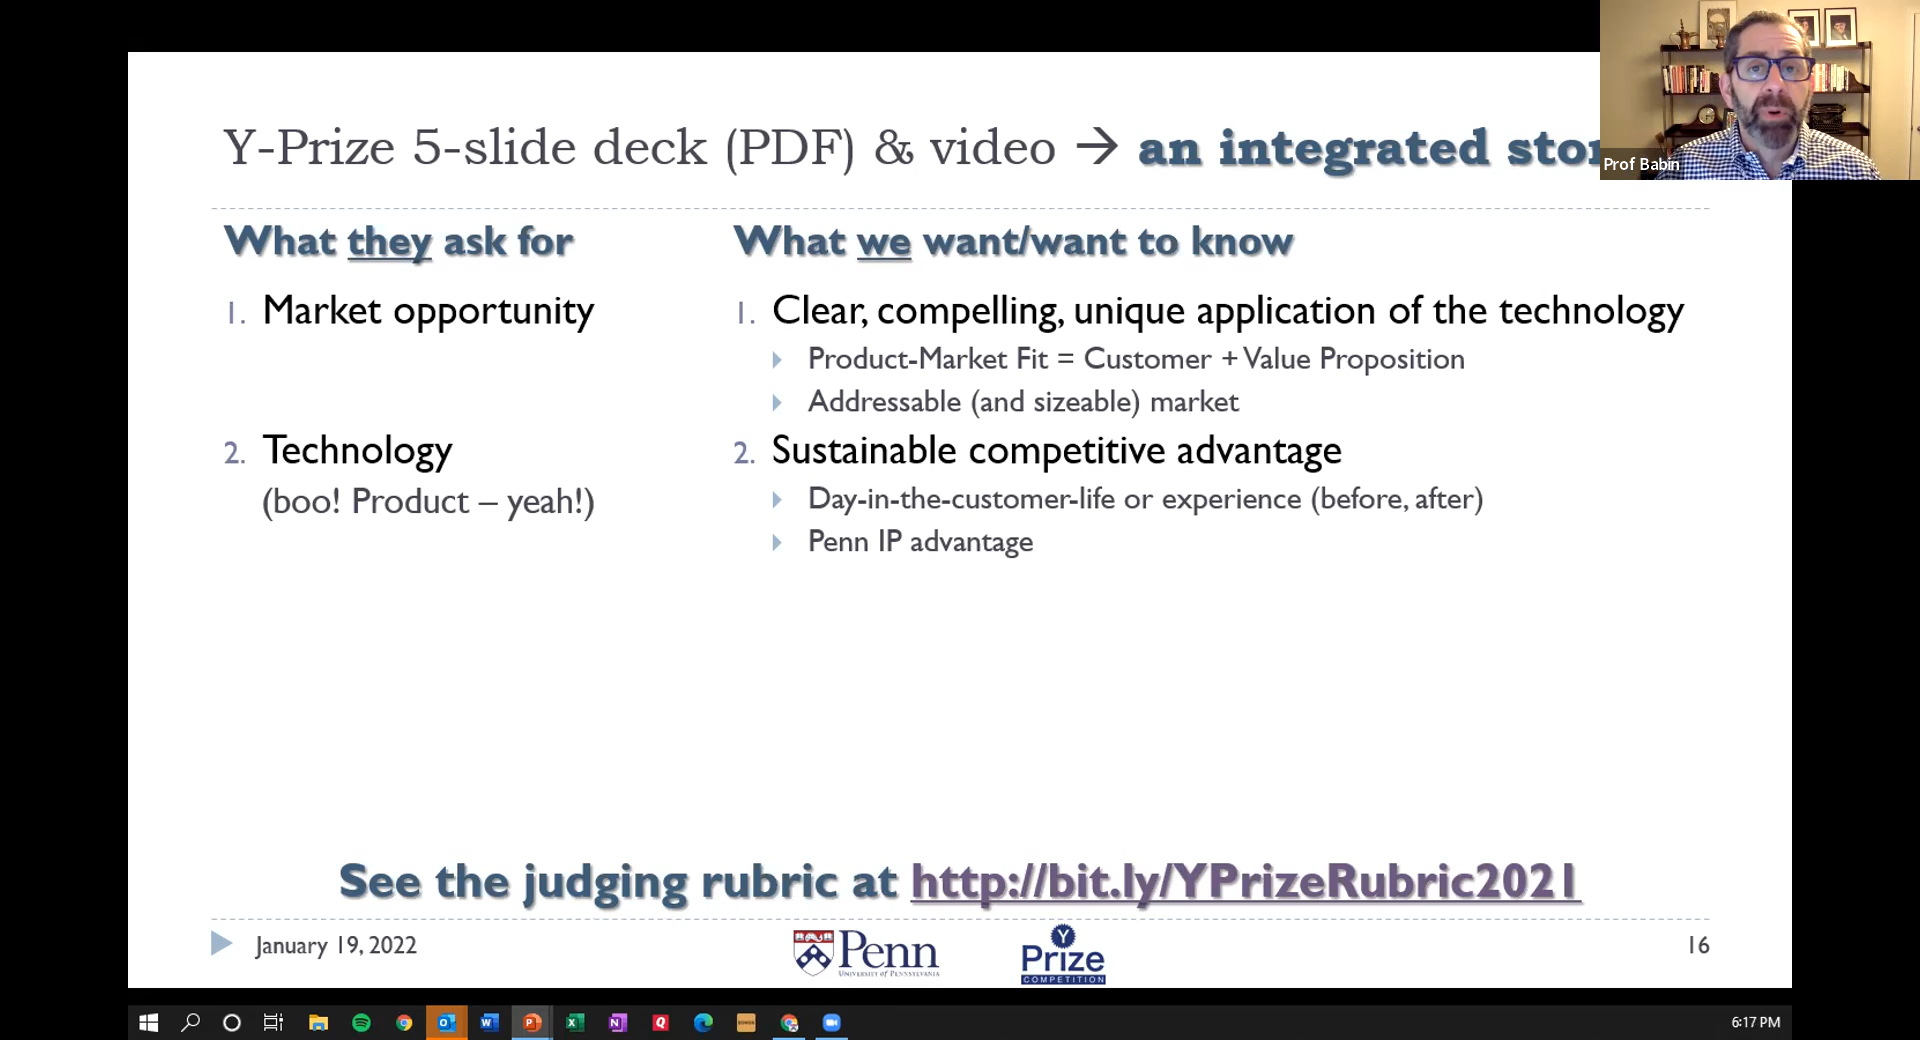 Y-Prize 5-slide deck (PDF) & video → an integrated stor
Prof Babin
What they ask for
1. Market opportunity
2. Technology
(boo! Product – yeah!)
What we want/want to know
1. Clear, compelling, unique application of the technology
Product-Market Fit = Customer + Value Proposition
Addressable (and sizeable) market
2. Sustainable competitive advantage
Day-in-the-customer-life or experience (before, after)
Penn IP advantage
See the judging rubric at http://bit.ly/YPrizeRubric2021
January 19, 2022
Penn
UNIVERSITY of PENNSYLVANIA
Y
Prize
COMPETITION
16
6:17 PM